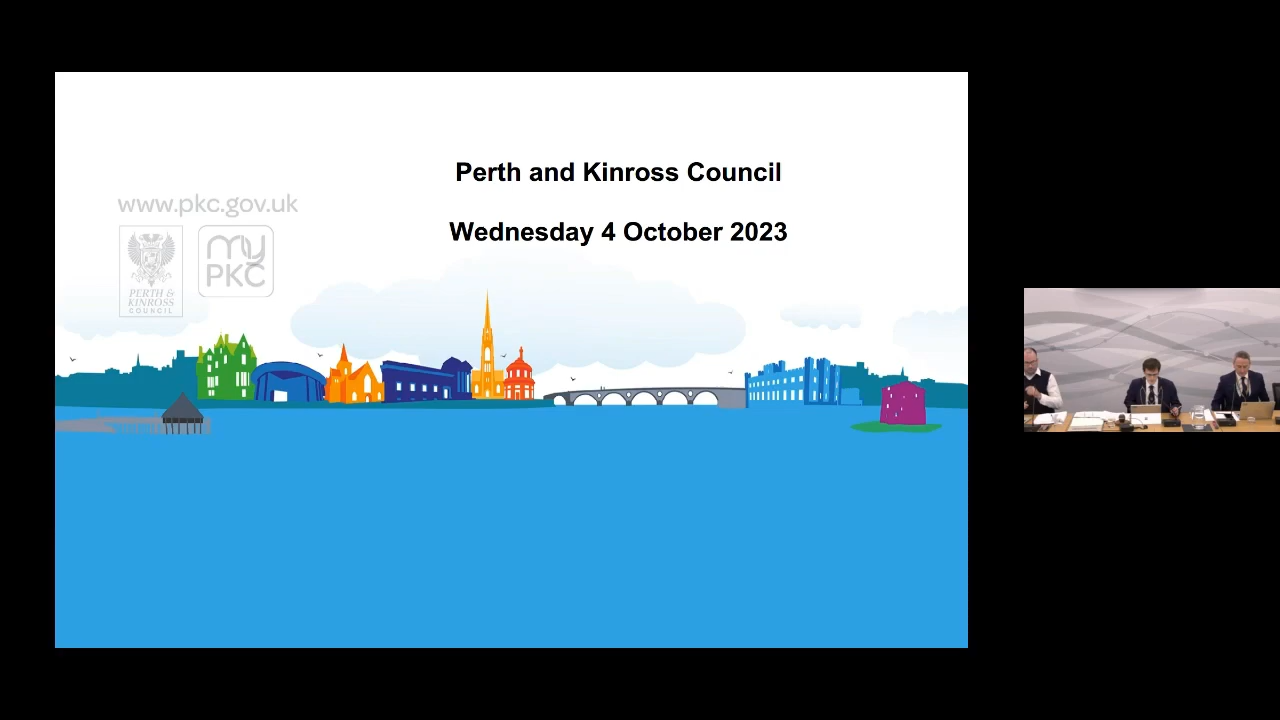 Perth and Kinross Council
Wednesday 4 October 2023
www.pkc.gov.uk
my
PKC
PERTH &
KINROSS
COUNCIL